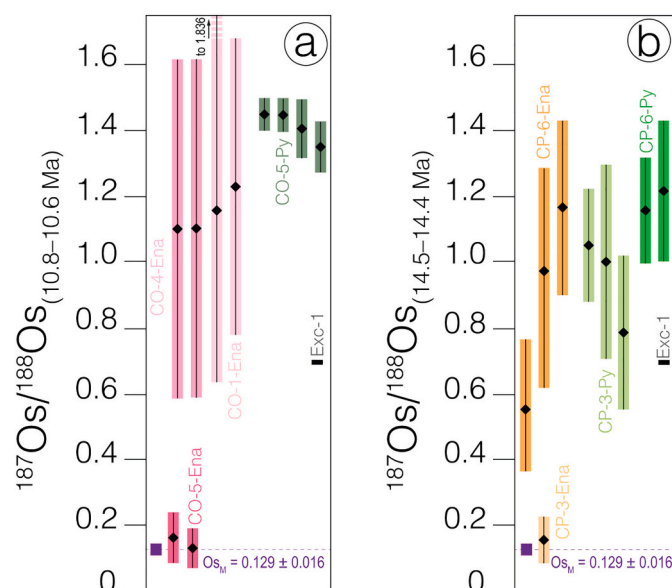 a
187Os/188Os(10.8–10.6 Ma)
1.6
1.4
1.2
1.0
0.8
0.6
0.4
0.2
0
to 1.836
CO-4-Ena
CO-1-Ena
CO-5-Py
CO-5-Ena
Exc-1
OsM = 0.129 ± 0.016
b
187Os/188Os(14.5–14.4 Ma)
1.6
1.4
1.2
1.0
0.8
0.6
0.4
0.2
0
CP-6-Ena
CP-6-Py
CP-3-Py
CP-3-Ena
Exc-1
OsM = 0.129 ± 0.016